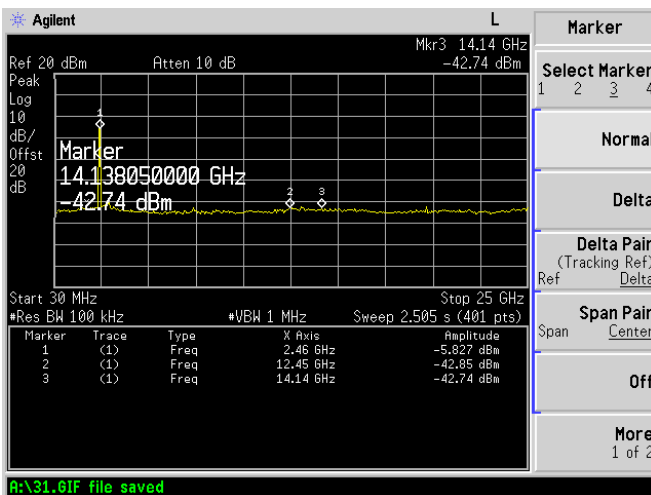 Agilent L
Mkr3 14.14 GHz
Ref 20 dBm Atten 10 dB -42.74 dBm
Peak
Log
10
dB/
Offst
20
dB
1
Marker
14.138050000 GHz
-42.74 dBm
2 3
Start 30 MHz Stop 25 GHz
#Res BW 100 kHz #VBW 1 MHz Sweep 2.505 s (401 pts)
Marker Trace Type X Axis Amplitude
1 (1) Freq 2.46 GHz -5.827 dBm
2 (1) Freq 12.45 GHz -42.85 dBm
3 (1) Freq 14.14 GHz -42.74 dBm
A:\31.GIF file saved
Marker
Select Marker
1 2 3 4
Normal
Delta
Delta Pair
(Tracking Ref)
Ref Delta
Span Pair
Span Center
Off
More
1 of 2